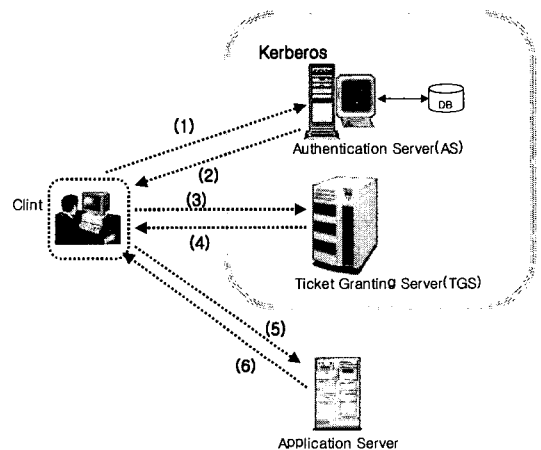 Kerberos
DB
Authentication Server(AS)
(1)
(2)
Clint
(3)
(4)
Ticket Granting Server(TGS)
(5)
(6)
Application Server